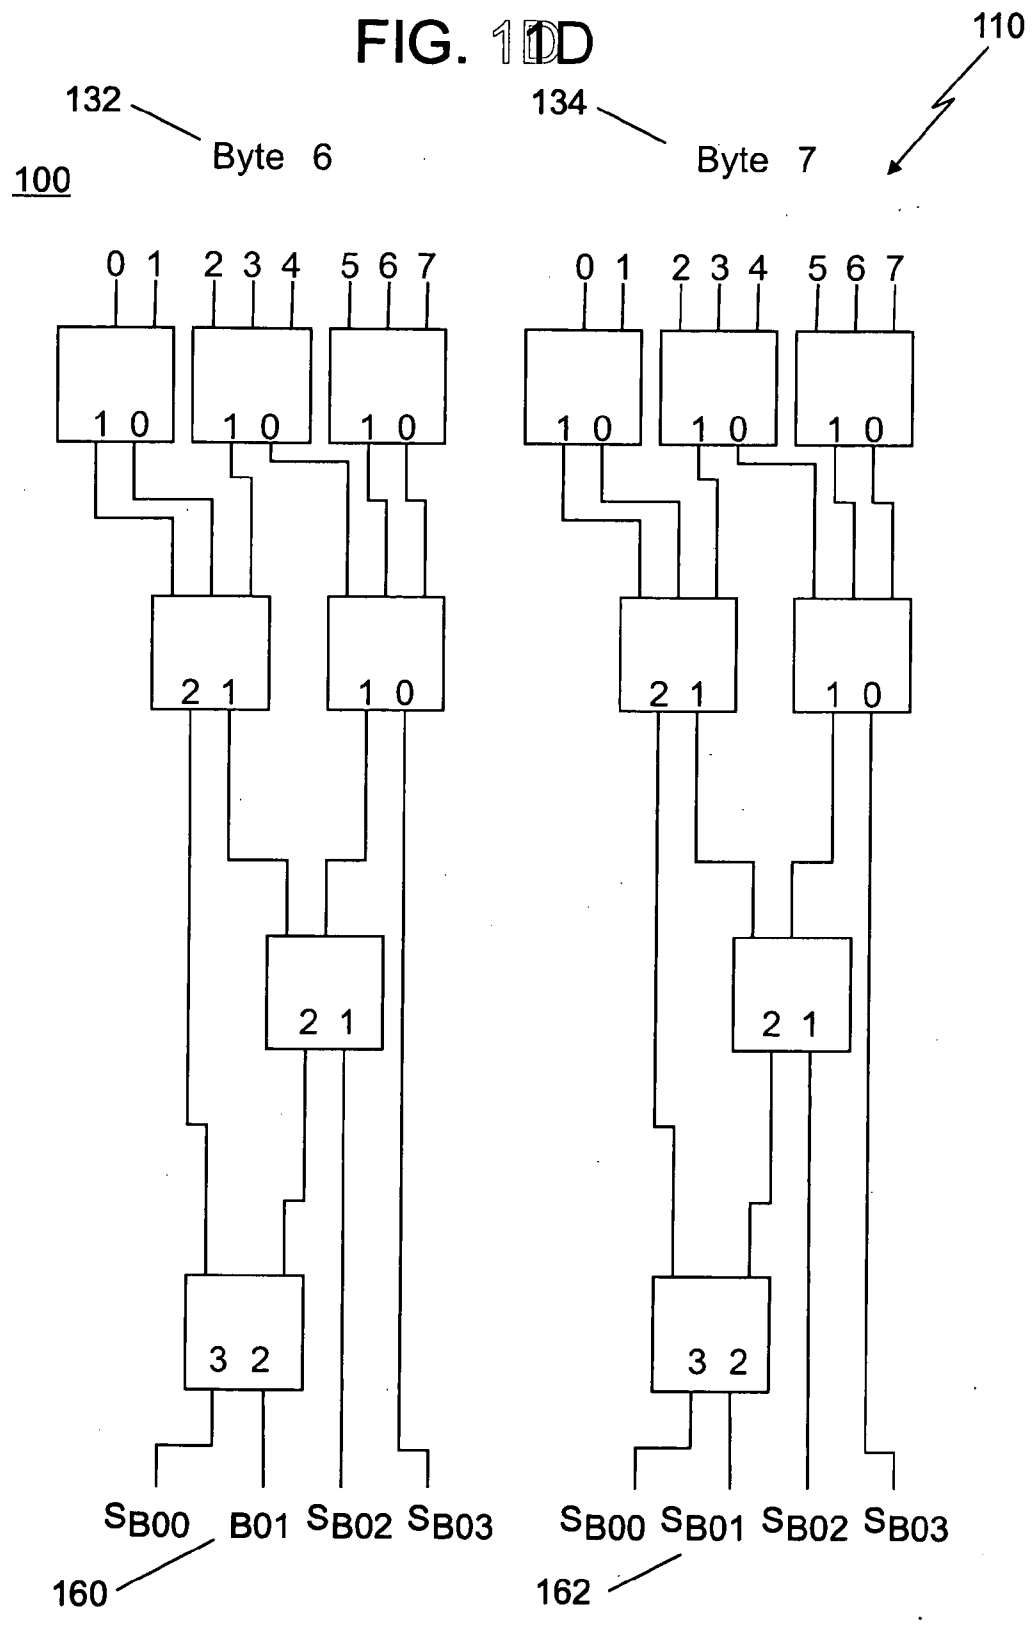 FIG. 1D
110
132
134
Byte 6
Byte 7
100
0 1 2 3 4 5 6 7
0 1 2 3 4 5 6 7
1 0 1 0 1 0
1 0 1 0 1 0
2 1 1 0
2 1 1 0
2 1
2 1
3 2
3 2
SB00 B01 SB02 SB03
SB00 SB01 SB02 SB03
160
162